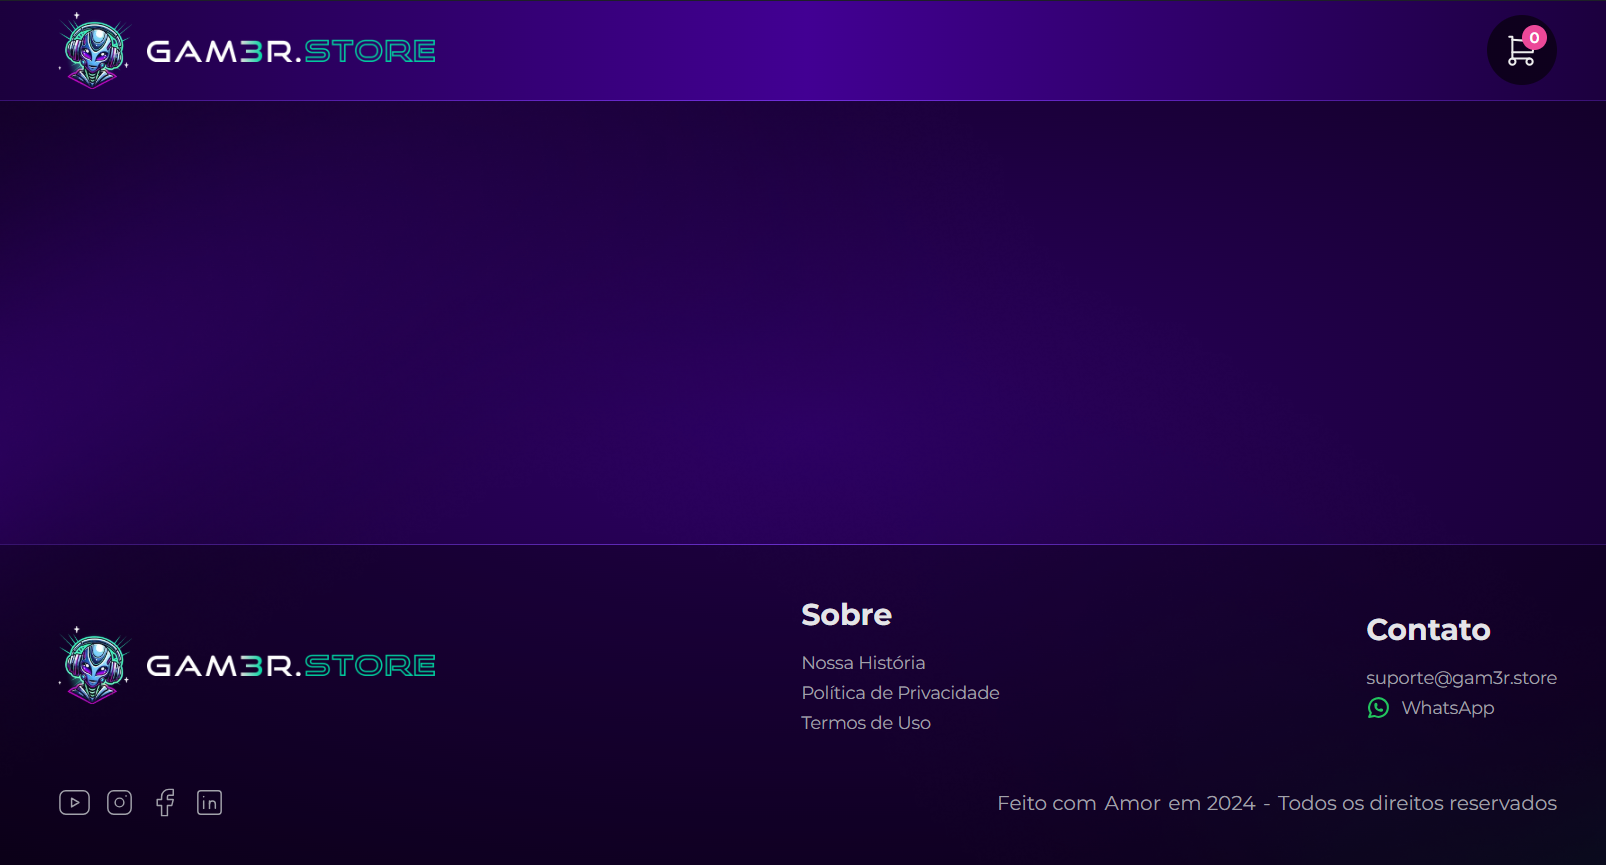 GAM3R.STORE
0
GAM3R.STORE
Sobre
Nossa História
Política de Privacidade
Termos de Uso
Contato
suporte@gam3r.store
WhatsApp
in
Feito com Amor em 2024 - Todos os direitos reservados